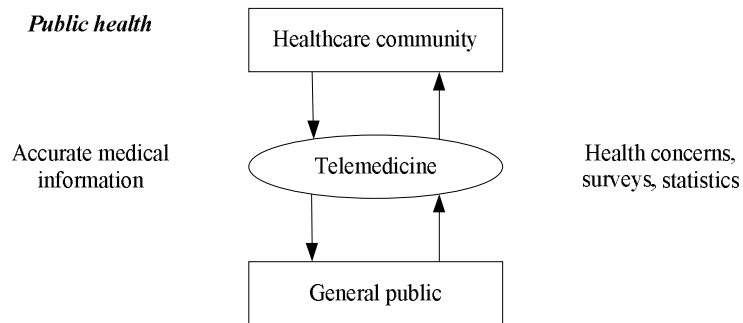 Public health
Healthcare community
Accurate medical
information
Telemedicine
Health concerns,
surveys, statistics
General public